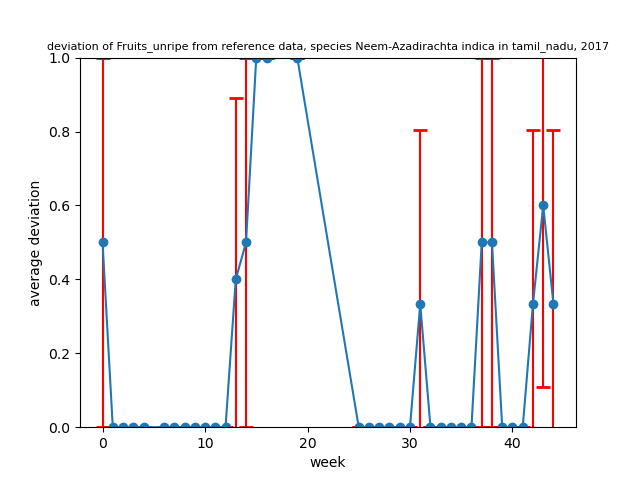 deviation of Fruits_unripe from reference data, species Neem-Azadirachta indica in tamil_nadu, 2017
1.0
0.8
0.6
0.4
0.2
0.0
average deviation
0 10 20 30 40
week